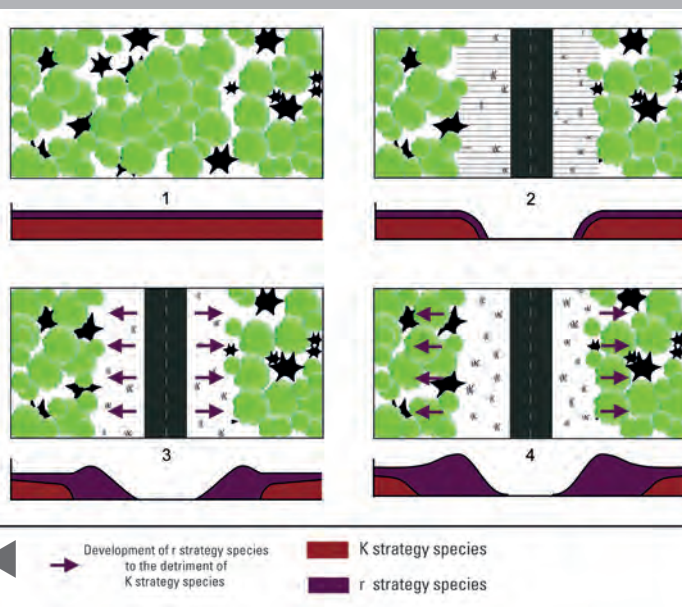 1
2
3
4
Development of r strategy species
to the detriment of
K strategy species
K strategy species
r strategy species